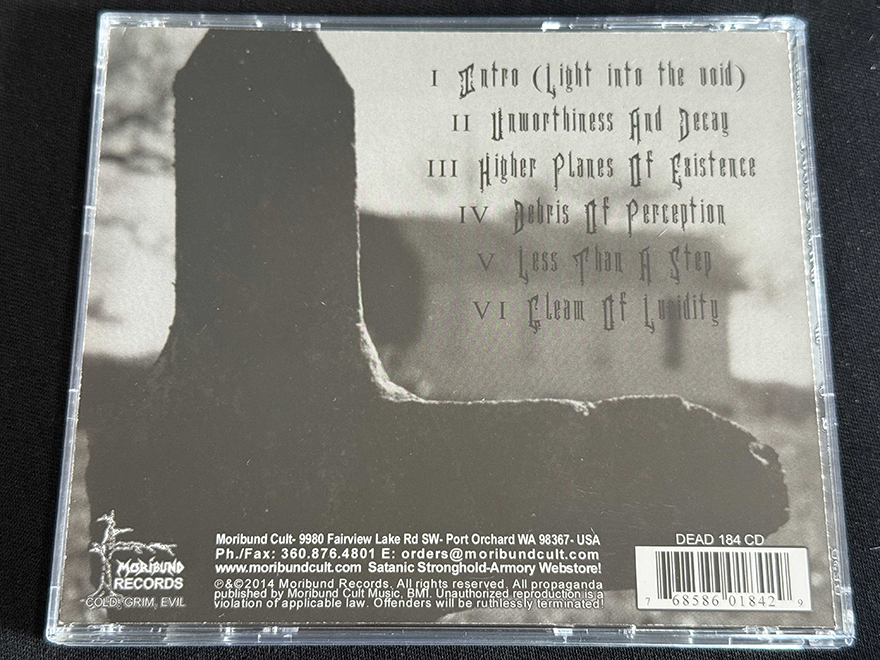 I Intro (Light into the void)
II Unworthiness And Decay
III Higher Planes Of Existence
IV Debris Of Perception
V Less Than A Step
VI Gleam Of Lucidity
MORIBUND
RECORDS
COLD, GRIM, EVIL
Moribund Cult- 9980 Fairview Lake Rd SW- Port Orchard WA 98367- USA
Ph./Fax: 360.876.4801 E: orders@moribundcult.com
www.moribundcult.com Satanic Stronghold-Armory Webstore!
℗&©2014 Moribund Records. All rights reserved. All propaganda
published by Moribund Cult Music, BMI. Unauthorized reproduction is a
violation of applicable law. Offenders will be ruthlessly terminated!
DEAD 184 CD
7 68586 01842 9